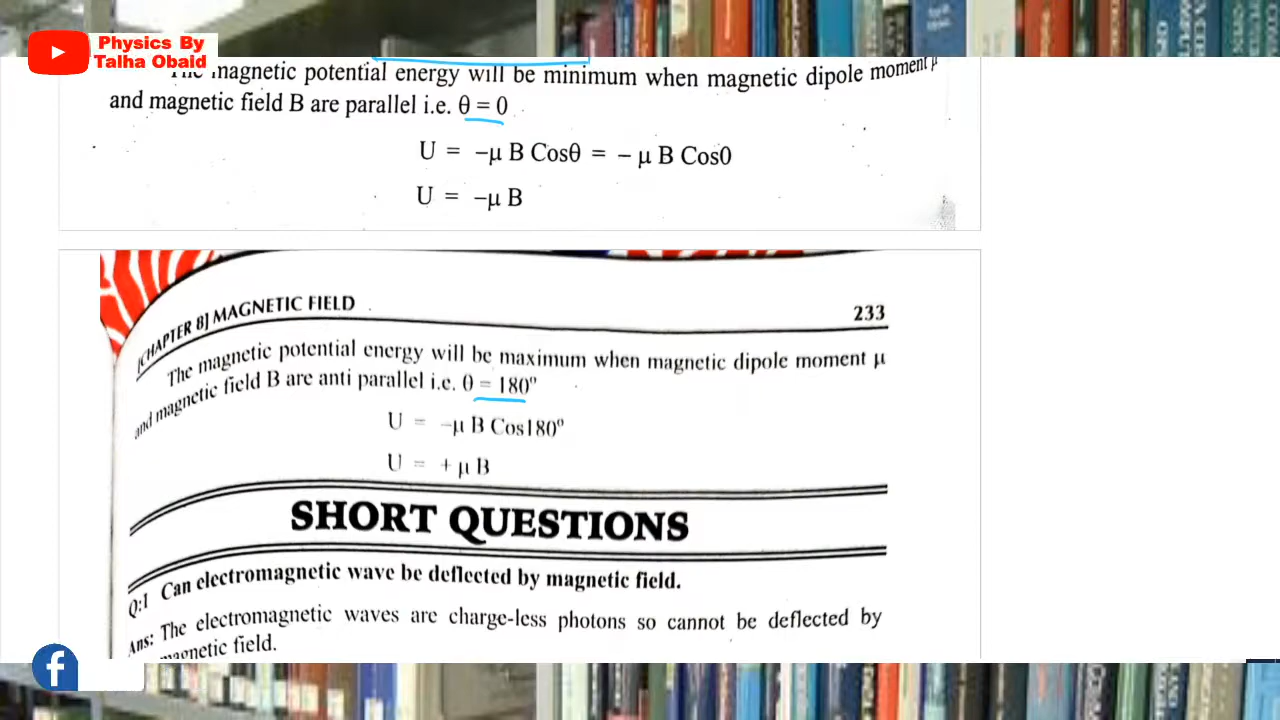 Physics By
Talha Obaid
The magnetic potential energy will be minimum when magnetic dipole moment μ
and magnetic field B are parallel i.e. θ = 0
U = −μ B Cosθ = − μ B Cos0
U = −μ B
[CHAPTER 8] MAGNETIC FIELD
233
The magnetic potential energy will be maximum when magnetic dipole moment μ
and magnetic field B are anti parallel i.e. θ = 180°
U = −μ B Cos180°
U = + μ B
SHORT QUESTIONS
Q:1 Can electromagnetic wave be deflected by magnetic field.
Ans: The electromagnetic waves are charge-less photons so cannot be deflected by
magnetic field.
f